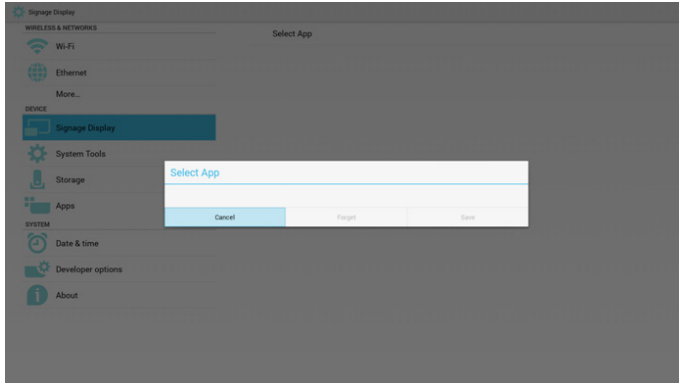 Signage Display
WIRELESS & NETWORKS
Wi-Fi
Ethernet
More...
DEVICE
Signage Display
System Tools
Storage
Apps
SYSTEM
Date & time
Developer options
About
Select App
Select App
Cancel
Forget
Save